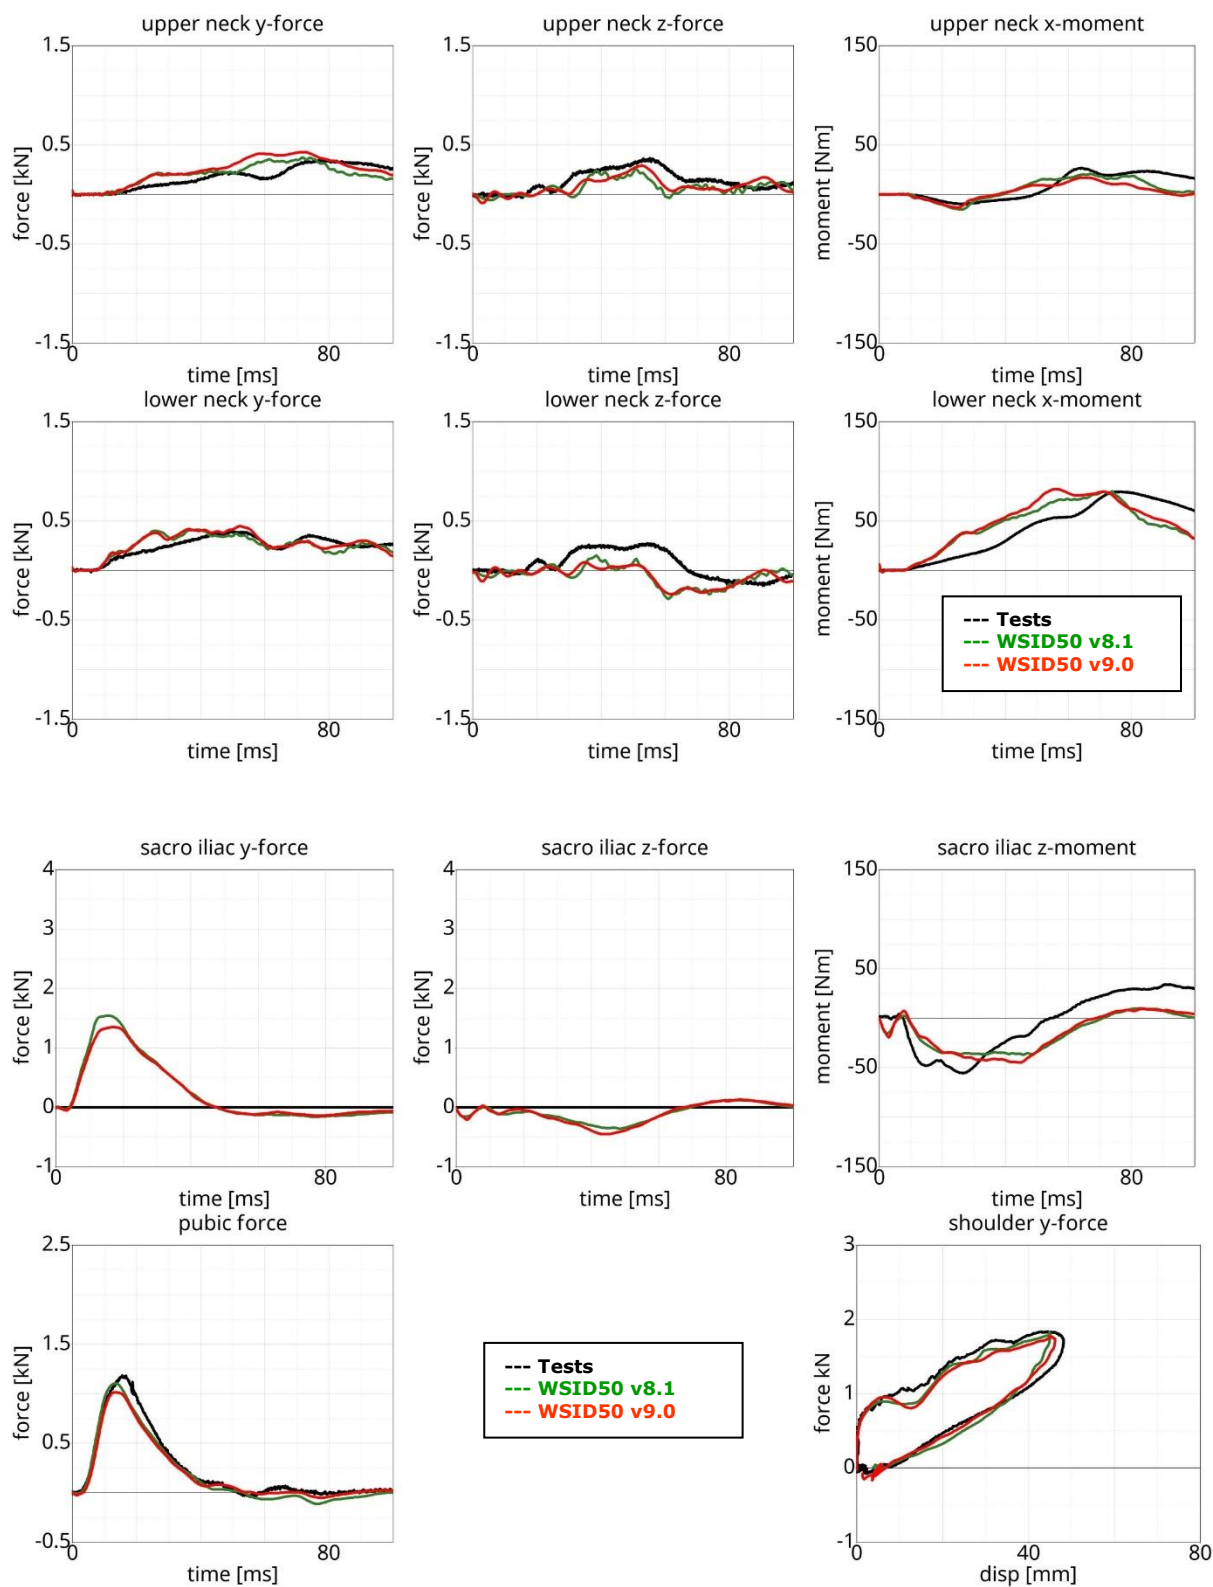 upper neck y-force
upper neck z-force
upper neck x-moment
1.5
0.5
-0.5
-1.5
0
80
force [kN]
time [ms]
1.5
0.5
-0.5
-1.5
0
80
force [kN]
time [ms]
150
50
-50
-150
0
80
moment [Nm]
time [ms]
lower neck y-force
lower neck z-force
lower neck x-moment
1.5
0.5
-0.5
-1.5
0
80
force [kN]
time [ms]
1.5
0.5
-0.5
-1.5
0
80
force [kN]
time [ms]
150
50
-50
-150
0
80
moment [Nm]
time [ms]
--- Tests
--- WSID50 v8.1
--- WSID50 v9.0
sacro iliac y-force
sacro iliac z-force
sacro iliac z-moment
4
3
2
1
0
-1
0
80
force [kN]
time [ms]
4
3
2
1
0
-1
0
80
force [kN]
time [ms]
150
50
-50
-150
0
80
moment [Nm]
time [ms]
pubic force
shoulder y-force
2.5
1.5
0.5
-0.5
0
80
force [kN]
time [ms]
--- Tests
--- WSID50 v8.1
--- WSID50 v9.0
3
2
1
0
-1
0
40
80
force kN
disp [mm]